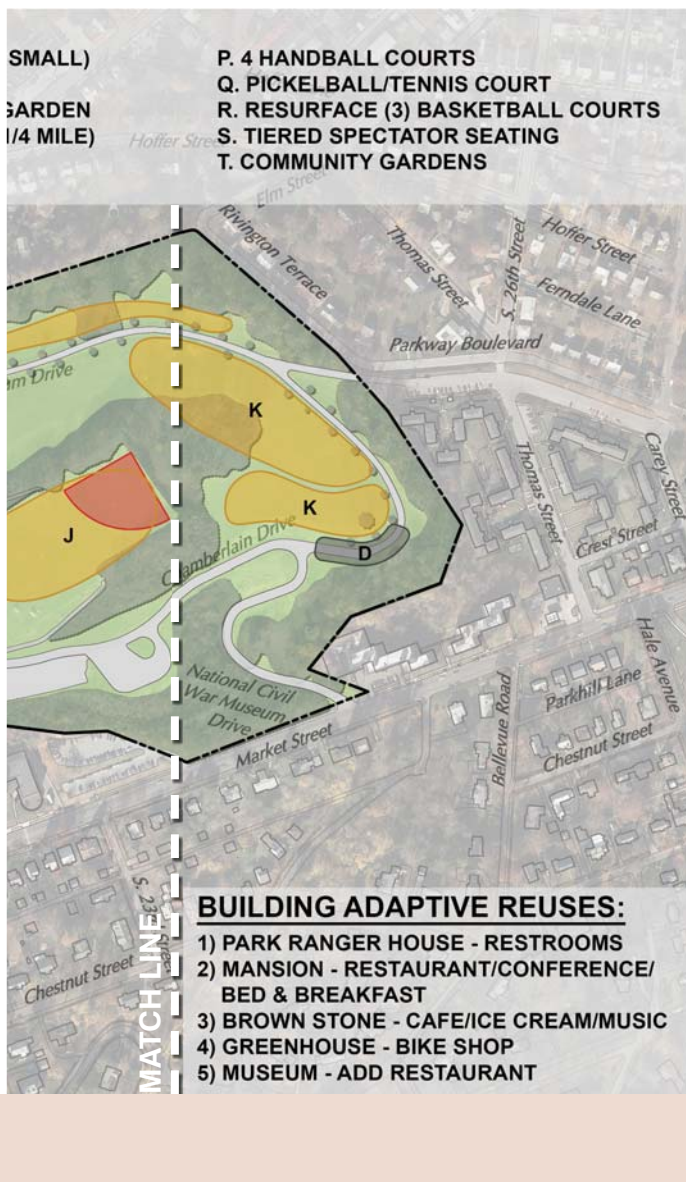 SMALL)
GARDEN
1/4 MILE)
P. 4 HANDBALL COURTS
Q. PICKELBALL/TENNIS COURT
R. RESURFACE (3) BASKETBALL COURTS
S. TIERED SPECTATOR SEATING
T. COMMUNITY GARDENS
Hoffer Street
Elm Street
Rivington Terrace
Thomas Street
S. 26th Street
Hoffer Street
Ferndale Lane
Parkway Boulevard
Drive
K
K
J
D
Chamberlain Drive
Thomas Street
Carey Street
Crest Street
Hale Avenue
National Civil
War Museum
Drive
Market Street
Bellevue Road
Parkhill Lane
Chestnut Street
S. 23rd Street
Chestnut Street
MATCH LINE
BUILDING ADAPTIVE REUSES:
1) PARK RANGER HOUSE - RESTROOMS
2) MANSION - RESTAURANT/CONFERENCE/
BED & BREAKFAST
3) BROWN STONE - CAFE/ICE CREAM/MUSIC
4) GREENHOUSE - BIKE SHOP
5) MUSEUM - ADD RESTAURANT